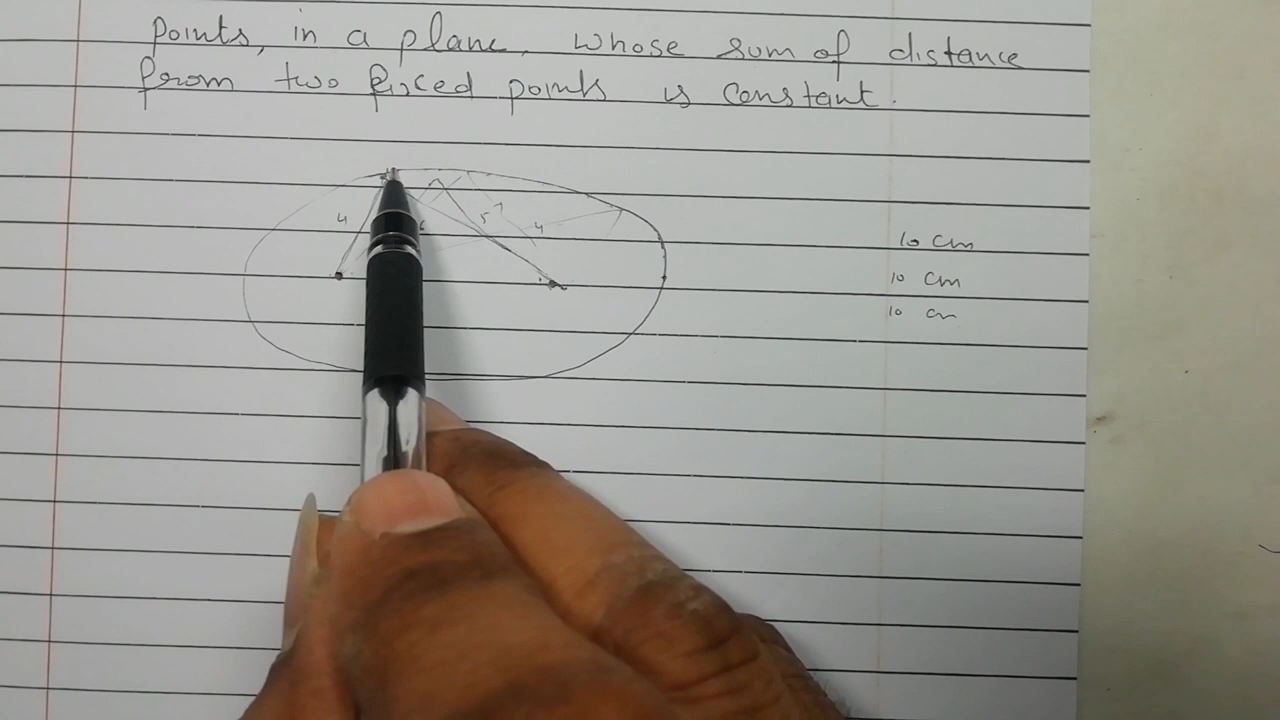 points, in a plane, whose sum of distance
from two fixed points is constant.
4
6
5
4
10 cm
10 cm
10 cm